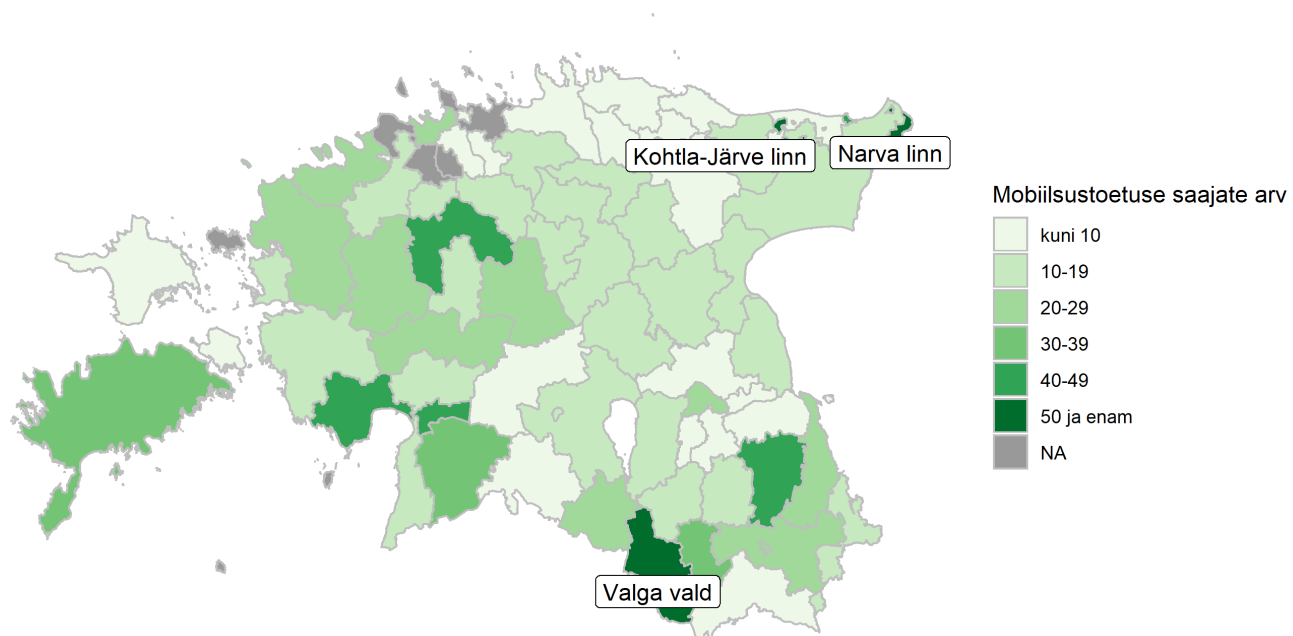 Kohtla-Järve linn
Narva linn
Valga vald
Mobiilsustoetuse saajate arv
kuni 10
10-19
20-29
30-39
40-49
50 ja enam
NA